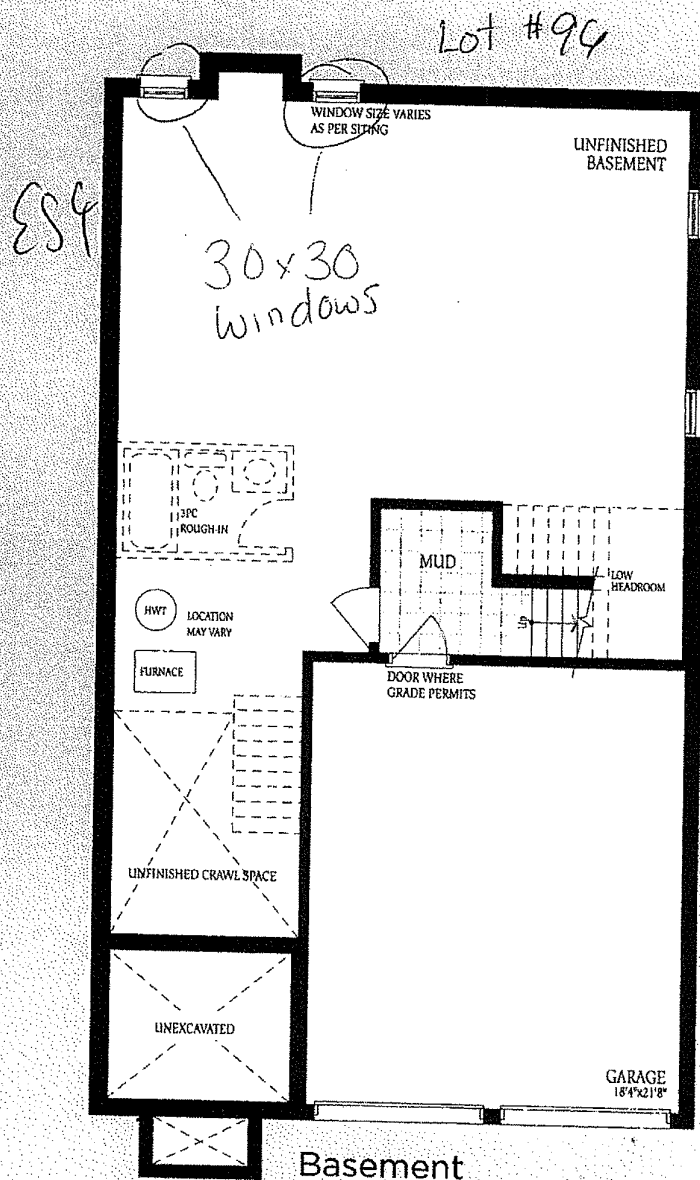 Lot #94
WINDOW SIZE VARIES
AS PER SITING
UNFINISHED
BASEMENT
ES4
30x30
windows
3PC
ROUGH-IN
MUD
LOW
HEADROOM
UP
HWT
LOCATION
MAY VARY
FURNACE
DOOR WHERE
GRADE PERMITS
UNFINISHED CRAWL SPACE
UNEXCAVATED
GARAGE
18'4"x21'8"
Basement